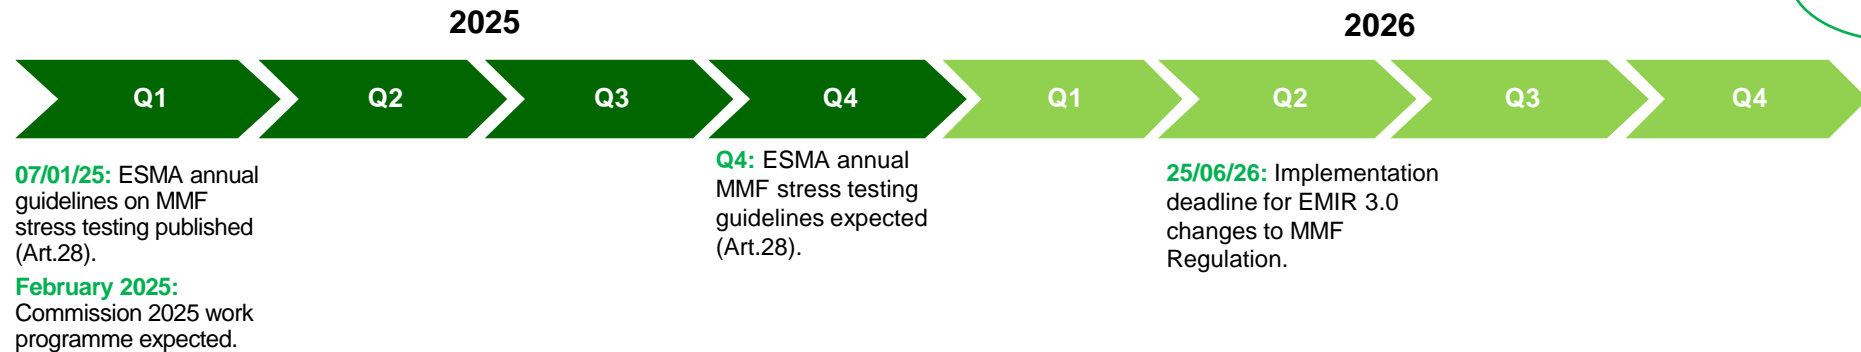 2025
2026
Q1
Q2
Q3
Q4
Q1
Q2
Q3
Q4
07/01/25: ESMA annual
guidelines on MMF
stress testing published
(Art.28).
February 2025:
Commission 2025 work
programme expected.
Q4: ESMA annual
MMF stress testing
guidelines expected
(Art.28).
25/06/26: Implementation
deadline for EMIR 3.0
changes to MMF
Regulation.